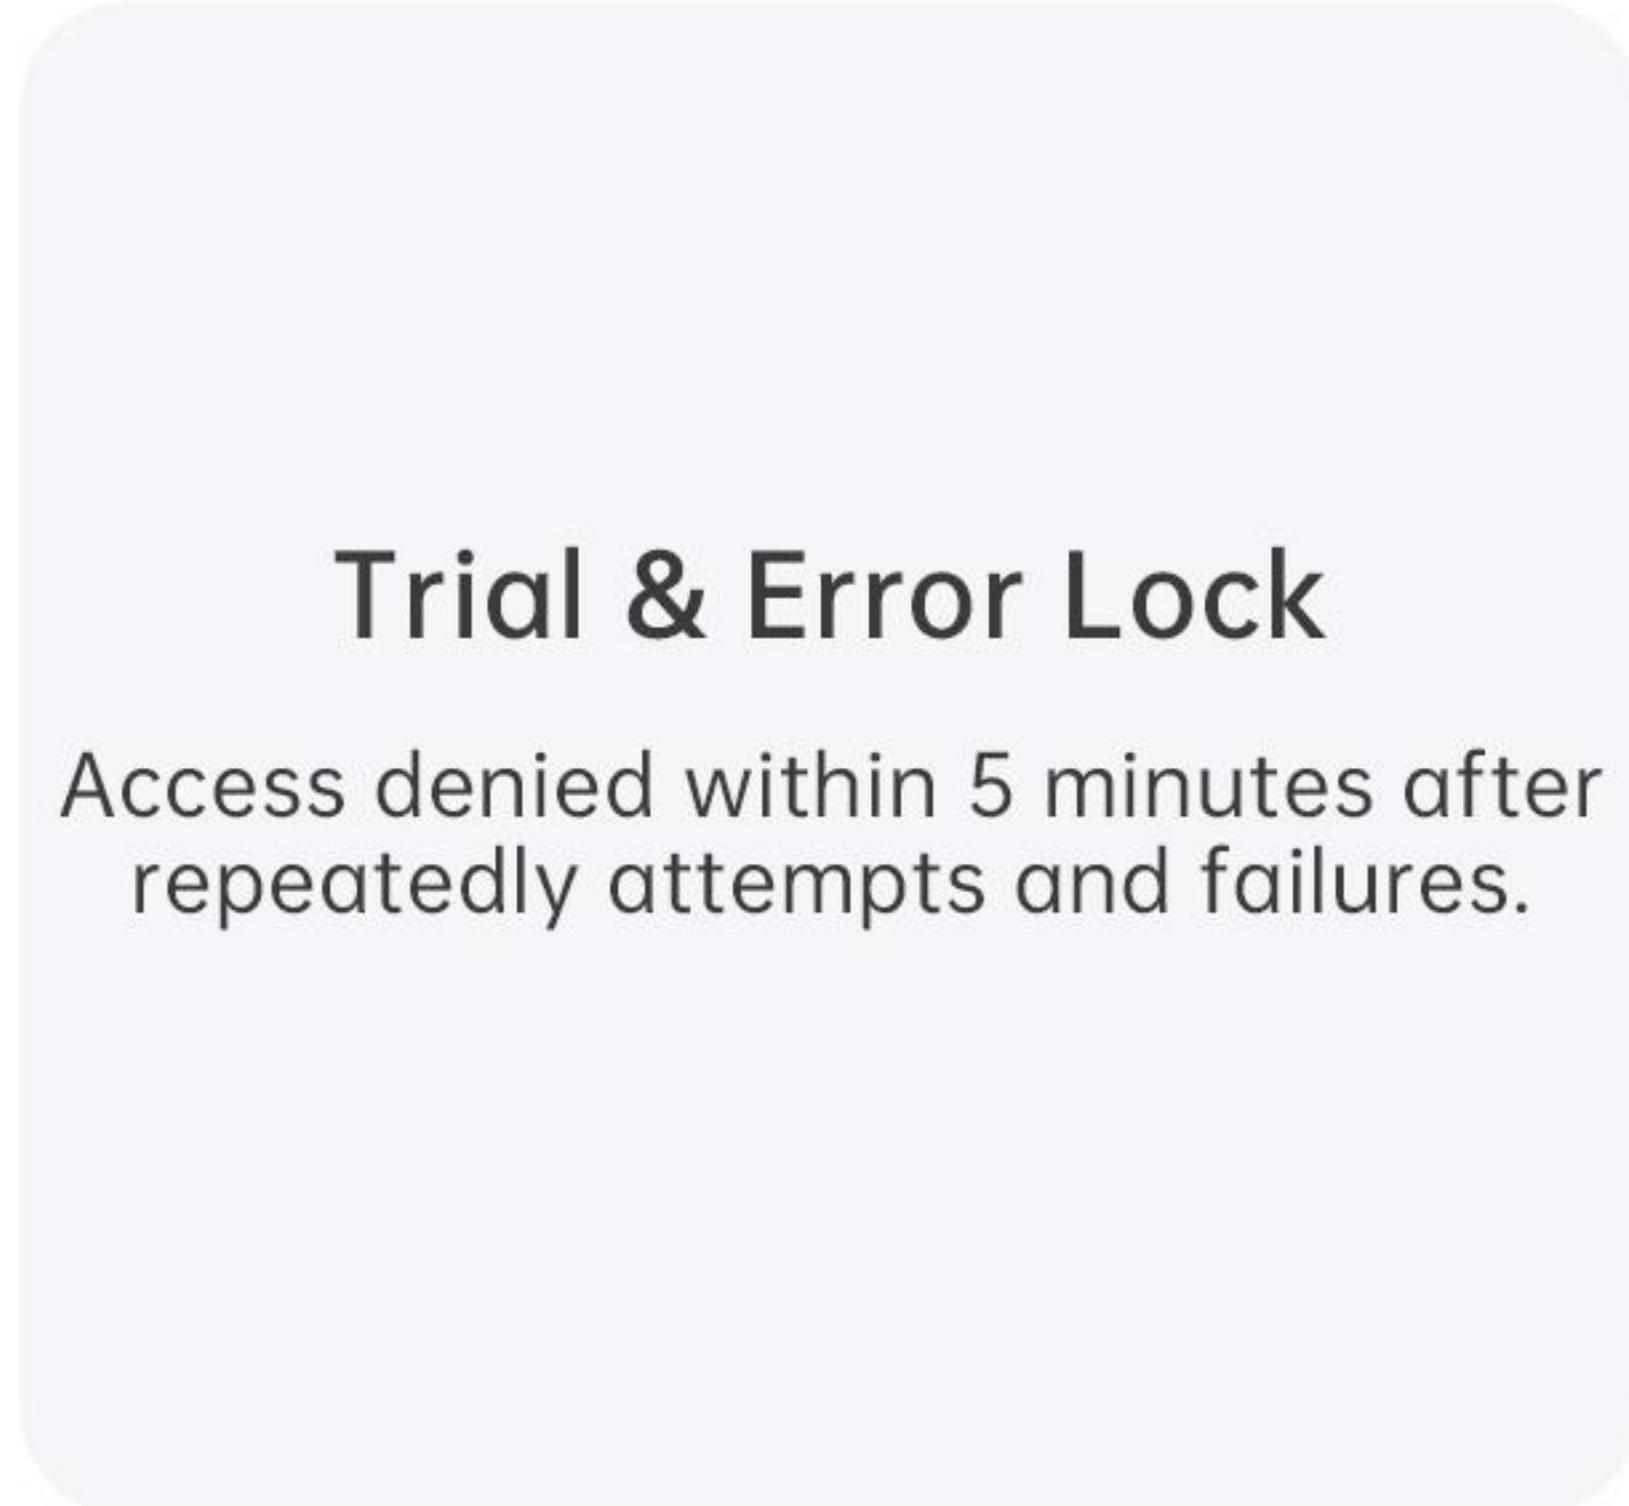 Trial & Error Lock
Access denied within 5 minutes after
repeatedly attempts and failures.